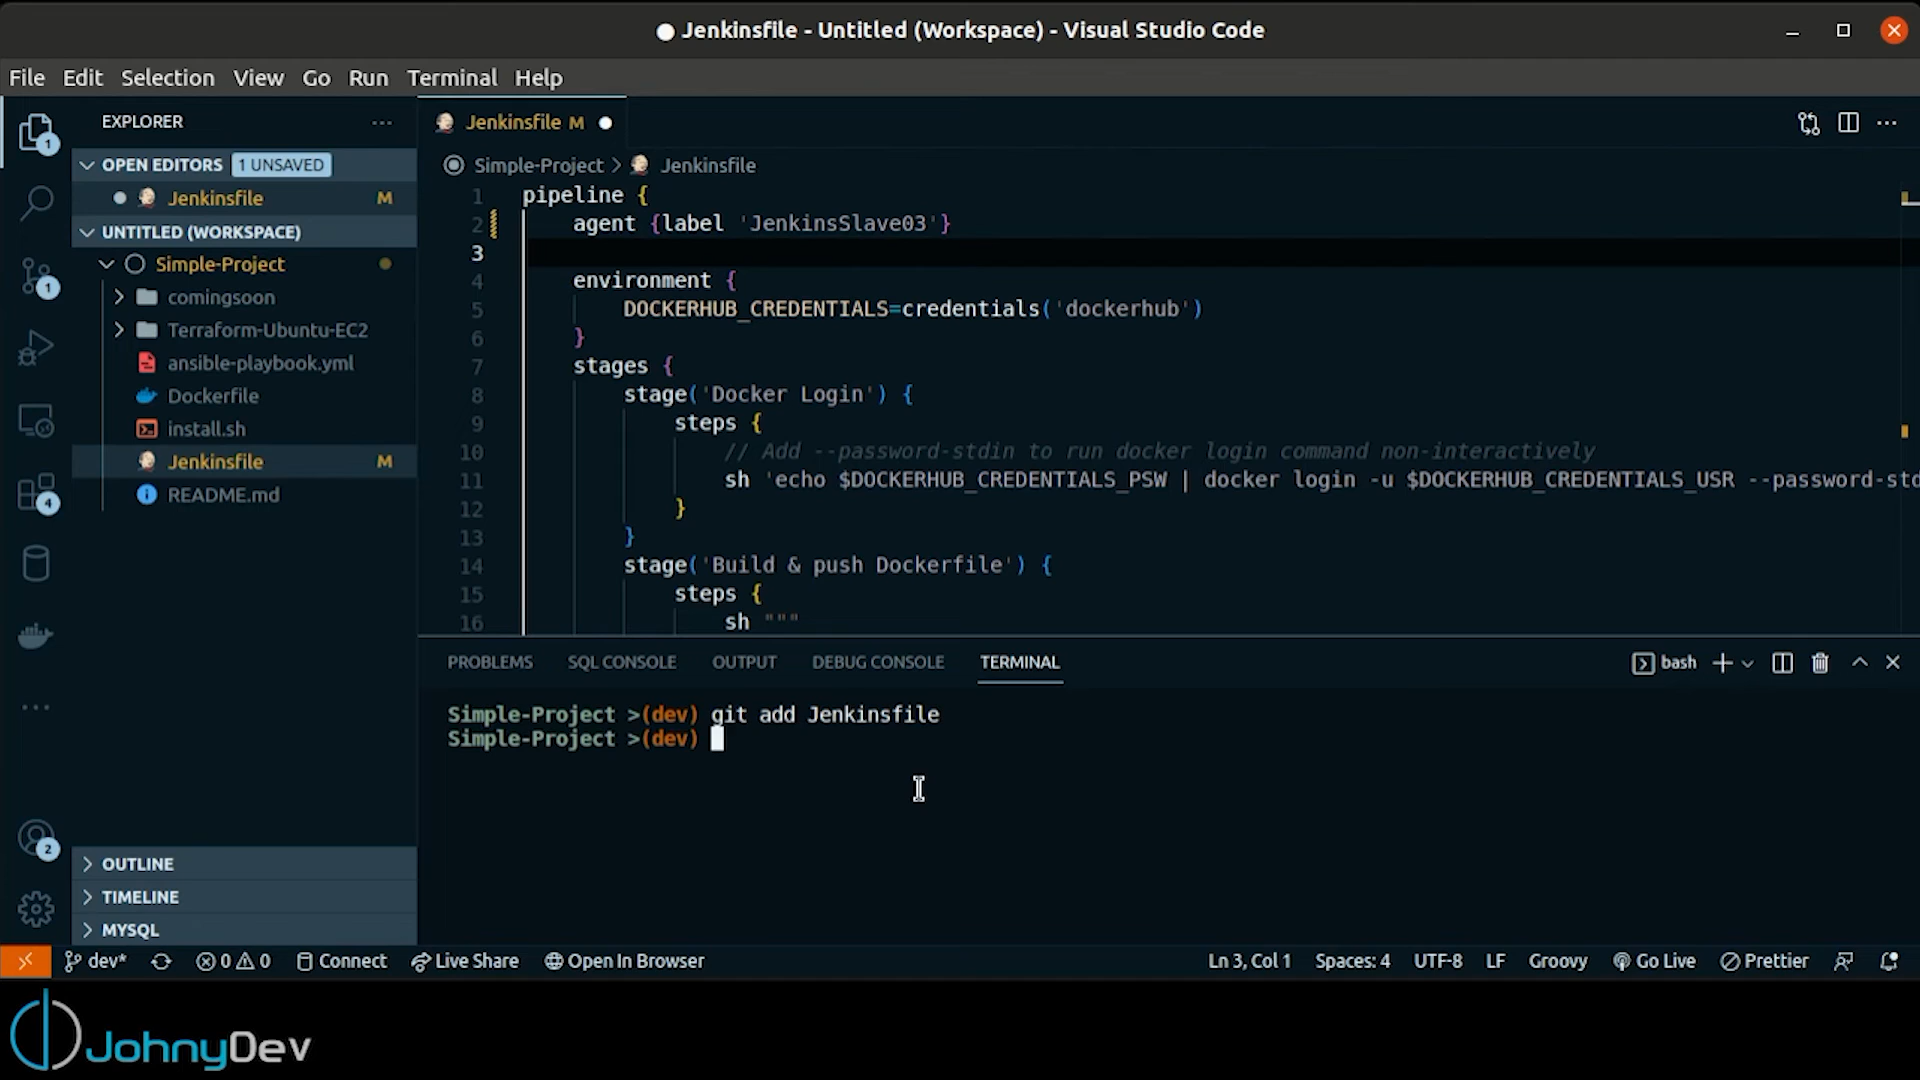 Jenkinsfile - Untitled (Workspace) - Visual Studio Code
File Edit Selection View Go Run Terminal Help
EXPLORER
OPEN EDITORS 1 UNSAVED
Jenkinsfile M
UNTITLED (WORKSPACE)
Simple-Project
comingsoon
Terraform-Ubuntu-EC2
ansible-playbook.yml
Dockerfile
install.sh
Jenkinsfile M
README.md
OUTLINE
TIMELINE
MYSQL
1
1
4
2
Jenkinsfile M
Simple-Project > Jenkinsfile
1 pipeline {
2 agent {label 'JenkinsSlave03'}
3
4 environment {
5 DOCKERHUB_CREDENTIALS=credentials('dockerhub')
6 }
7 stages {
8 stage('Docker Login') {
9 steps {
10 // Add --password-stdin to run docker login command non-interactively
11 sh 'echo $DOCKERHUB_CREDENTIALS_PSW | docker login -u $DOCKERHUB_CREDENTIALS_USR --password-std
12 }
13 }
14 stage('Build & push Dockerfile') {
15 steps {
16 sh """
PROBLEMS SQL CONSOLE OUTPUT DEBUG CONSOLE TERMINAL bash
Simple-Project >(dev) git add Jenkinsfile
Simple-Project >(dev)
dev* 0 0 Connect Live Share Open In Browser Ln 3, Col 1 Spaces: 4 UTF-8 LF Groovy Go Live Prettier
JohnyDev